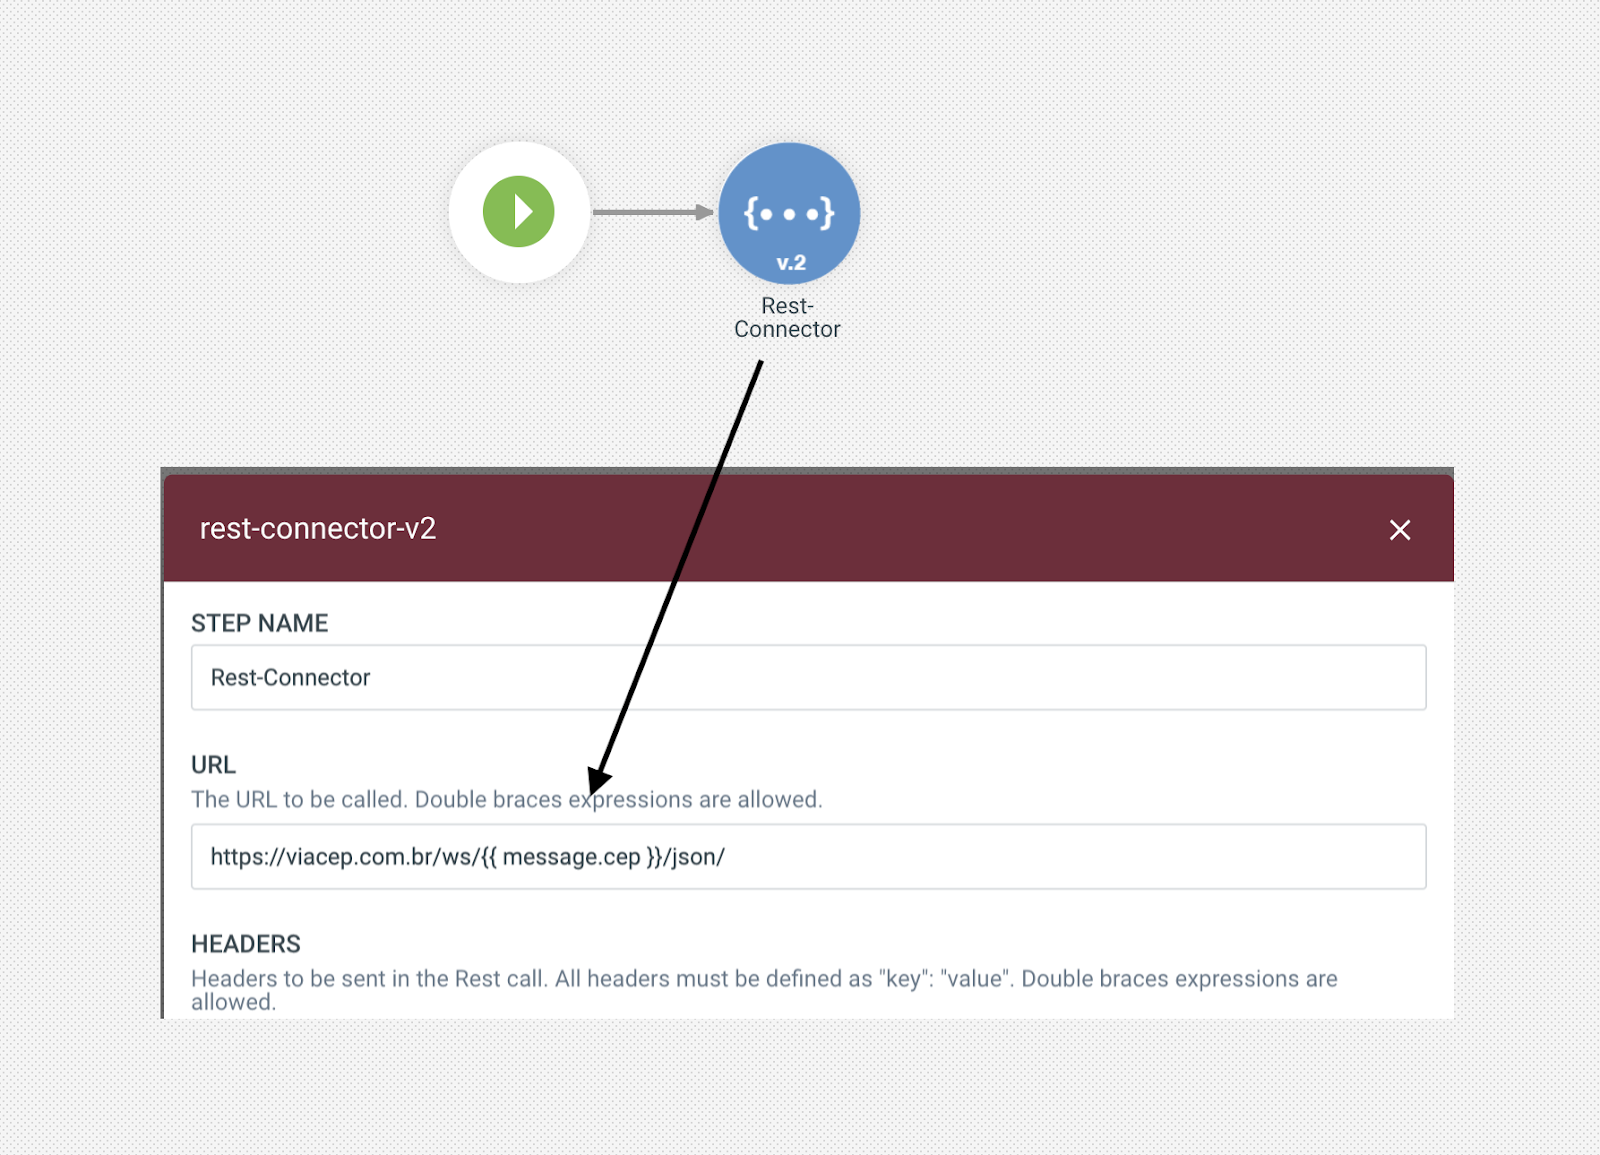 {•••}
v.2
Rest-
Connector
rest-connector-v2
STEP NAME
Rest-Connector
URL
The URL to be called. Double braces expressions are allowed.
https://viacep.com.br/ws/{{ message.cep }}/json/
HEADERS
Headers to be sent in the Rest call. All headers must be defined as "key": "value". Double braces expressions are
allowed.